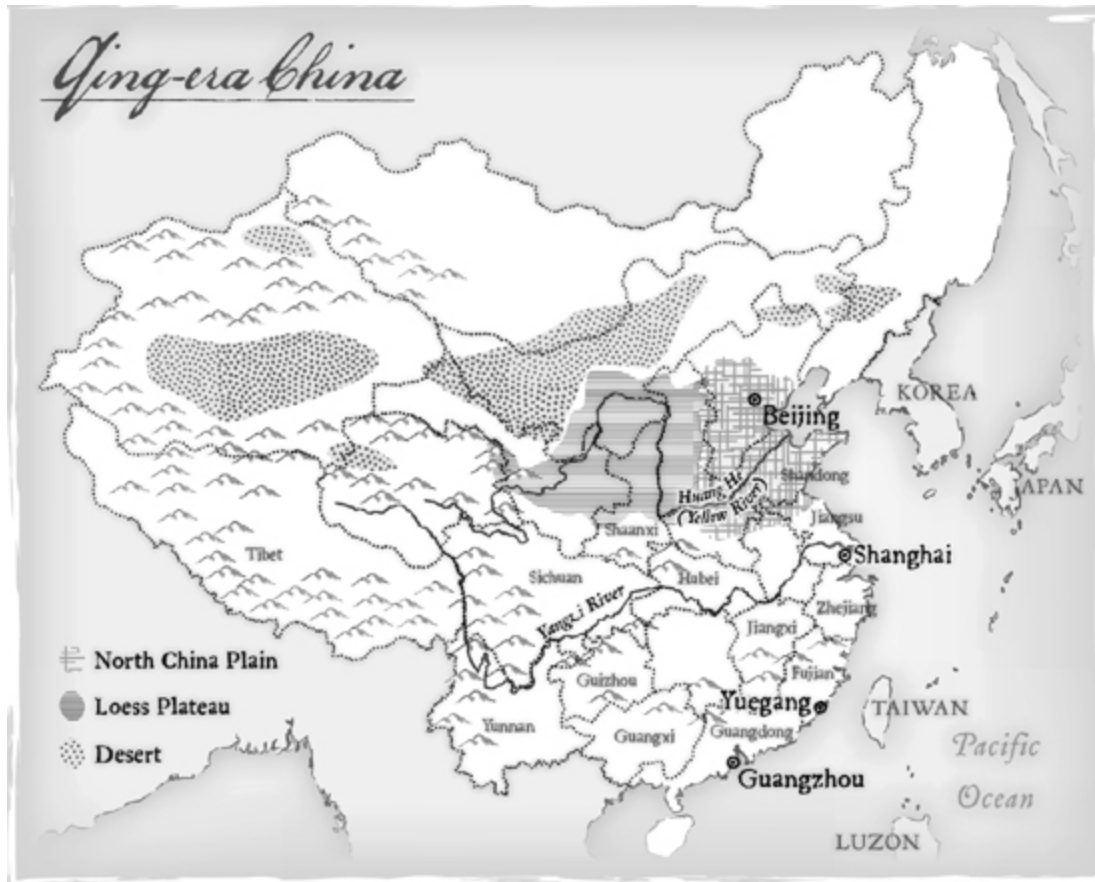 Qing-era China
KOREA
Beijing
Shandong
JAPAN
Huang He
(Yellow River)
Jiangsu
Shaanxi
Tibet
Shanghai
Sichuan
Hubei
Yangzi River
Zhejiang
Jiangxi
North China Plain
Fujian
Guizhou
Loess Plateau
Yuegang
TAIWAN
Yunnan
Guangxi
Guangdong
Desert
Pacific
Ocean
Guangzhou
LUZON